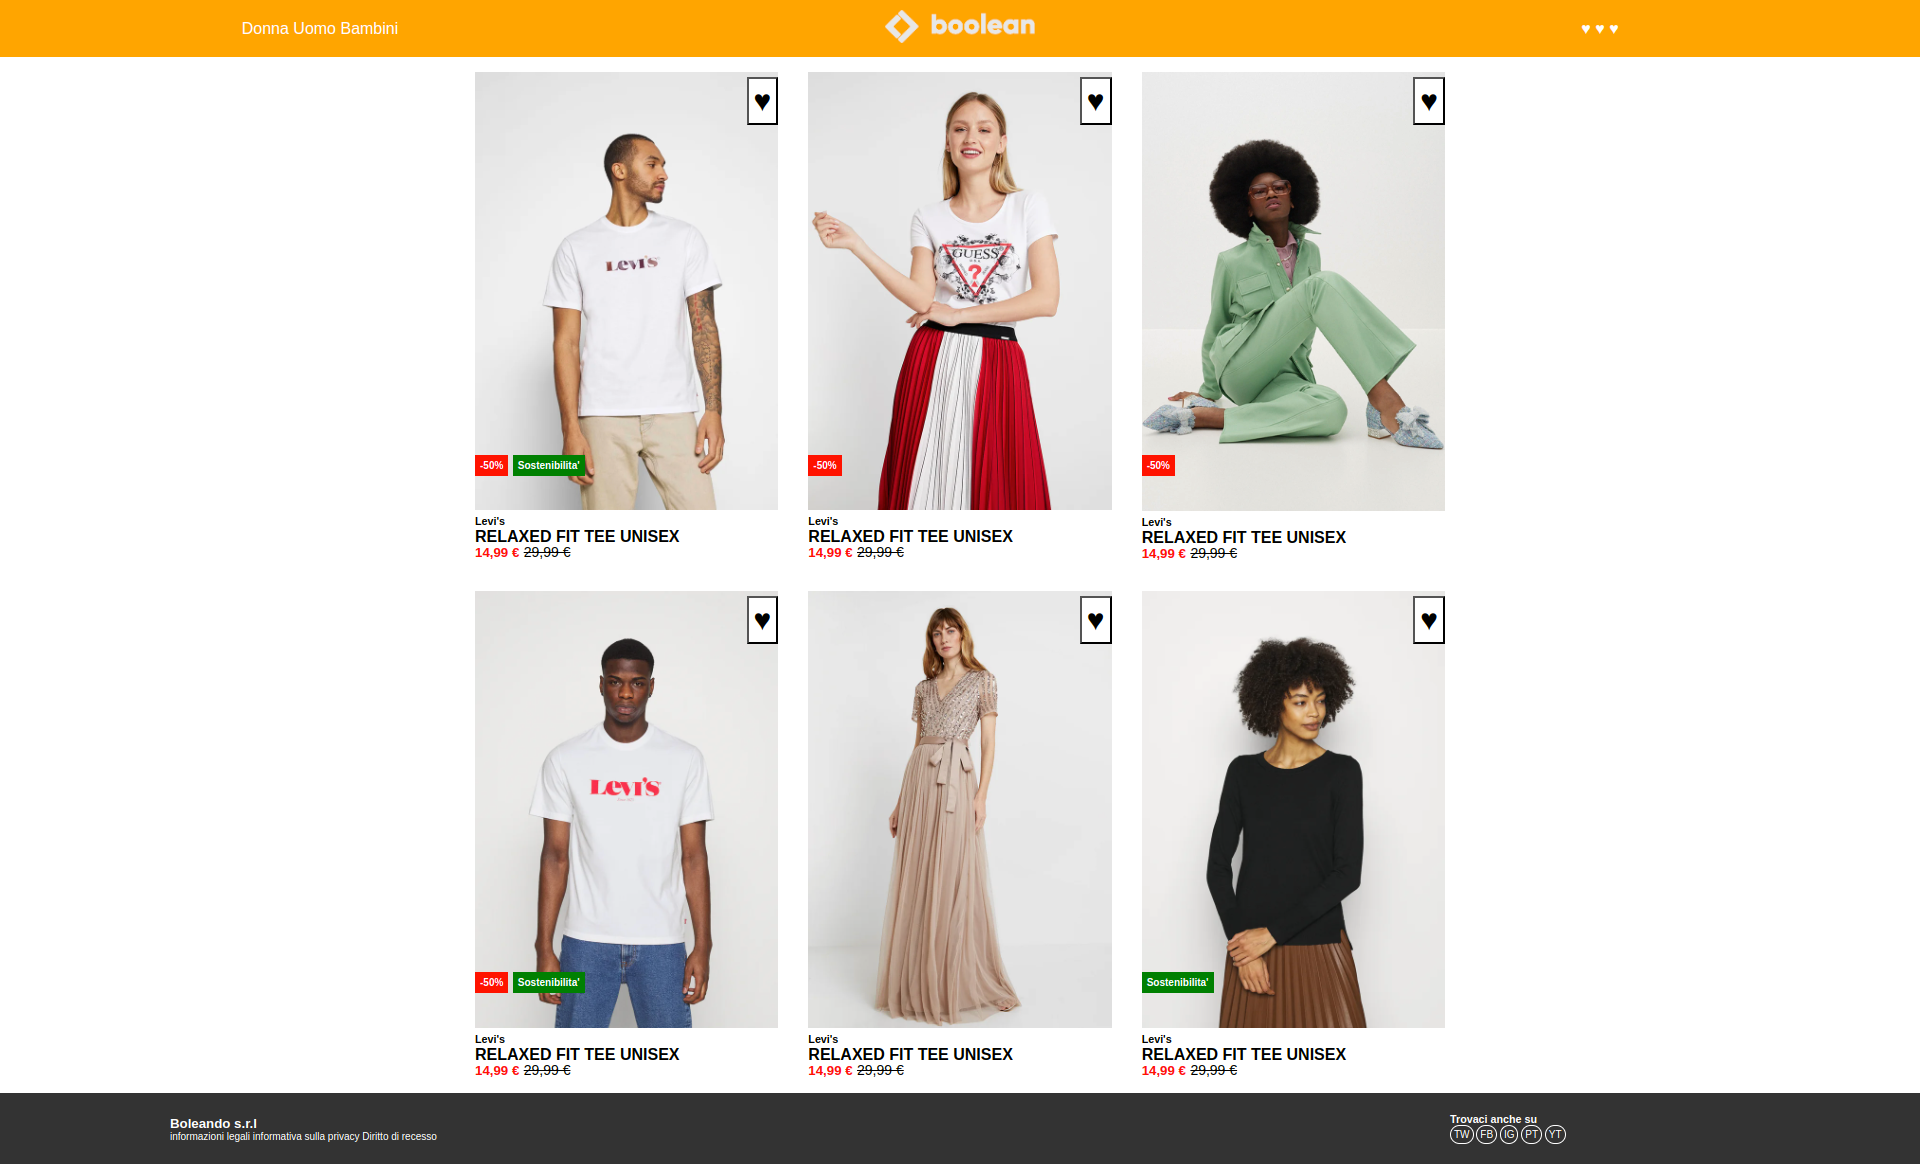 Donna Uomo Bambini
boolean
♥ ♥ ♥
♥
♥
♥
Levi's
GUESS
?
-50% Sostenibilita'
-50%
-50%
Levi's
RELAXED FIT TEE UNISEX
14,99 € 29,99 €
Levi's
RELAXED FIT TEE UNISEX
14,99 € 29,99 €
Levi's
RELAXED FIT TEE UNISEX
14,99 € 29,99 €
♥
♥
♥
Levi's
-50% Sostenibilita'
Sostenibilita'
Levi's
RELAXED FIT TEE UNISEX
14,99 € 29,99 €
Levi's
RELAXED FIT TEE UNISEX
14,99 € 29,99 €
Levi's
RELAXED FIT TEE UNISEX
14,99 € 29,99 €
Boleando s.r.l
informazioni legali informativa sulla privacy Diritto di recesso
Trovaci anche su
TW FB IG PT YT